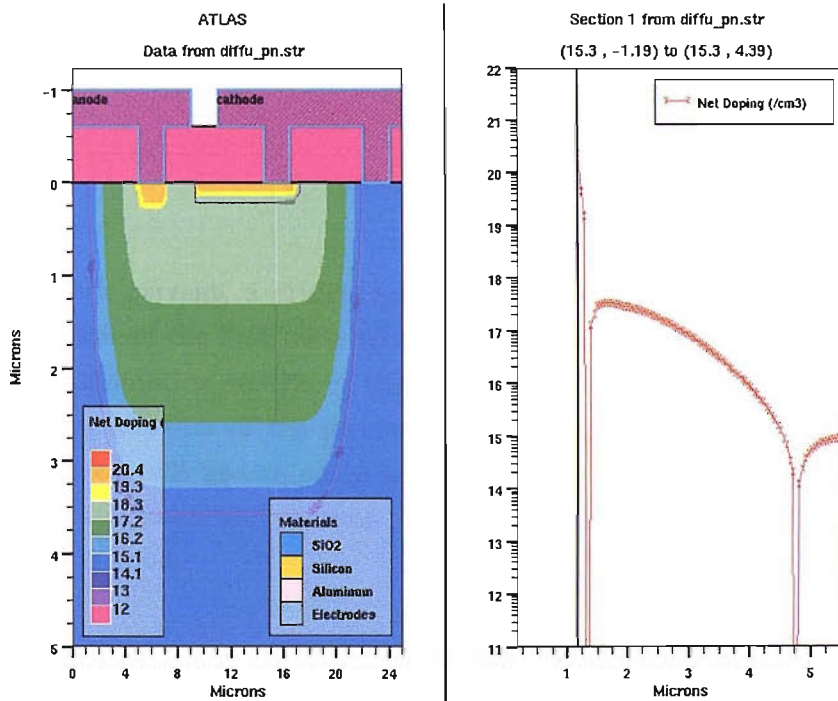 ATLAS
Data from diffu_pn.str
anode
cathode
-1
0
1
2
3
4
5
Microns
Net Doping (
20.4
19.3
18.3
17.2
16.2
15.1
14.1
13
12
Materials
SiO2
Silicon
Aluminum
Electrodes
0 4 8 12 16 20 24
Microns
Section 1 from diffu_pn.str
(15.3 , -1.19) to (15.3 , 4.39)
Net Doping (/cm3)
22
21
20
19
18
17
16
15
14
13
12
11
1 2 3 4 5
Microns